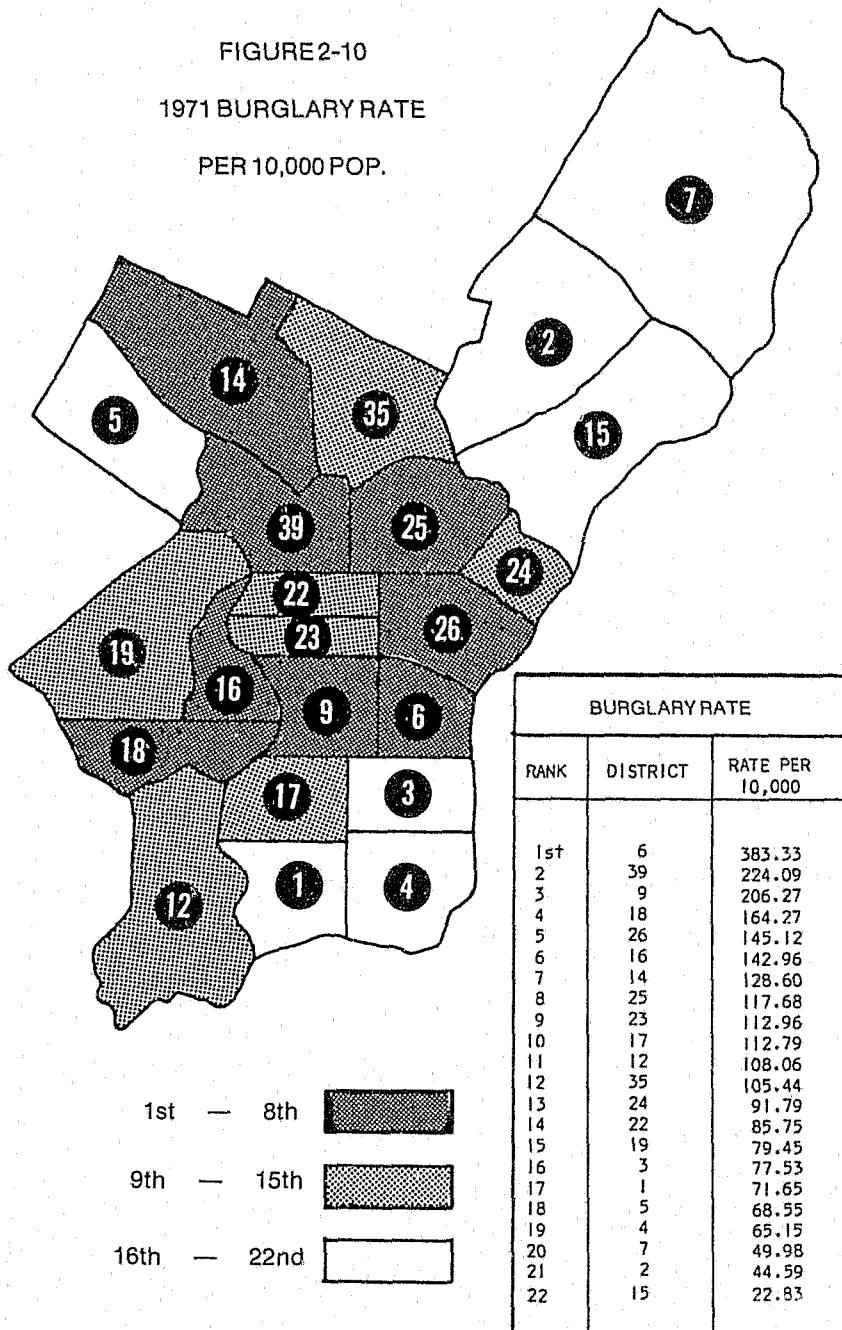 FIGURE 2-10
1971 BURGLARY RATE
PER 10,000 POP.
7
2
14
35
5
15
39
25
24
22
26
23
19
16
9
6
18
17
3
1
4
12
BURGLARY RATE
RANK DISTRICT RATE PER 10,000
1st 6 383.33
2 39 224.09
3 9 206.27
4 18 164.27
5 26 145.12
6 16 142.96
7 14 128.60
8 25 117.68
9 23 112.96
10 17 112.79
11 12 108.06
12 35 105.44
13 24 91.79
14 22 85.75
15 19 79.45
16 3 77.53
17 1 71.65
18 5 68.55
19 4 65.15
20 7 49.98
21 2 44.59
22 15 22.83
1st — 8th
9th — 15th
16th — 22nd